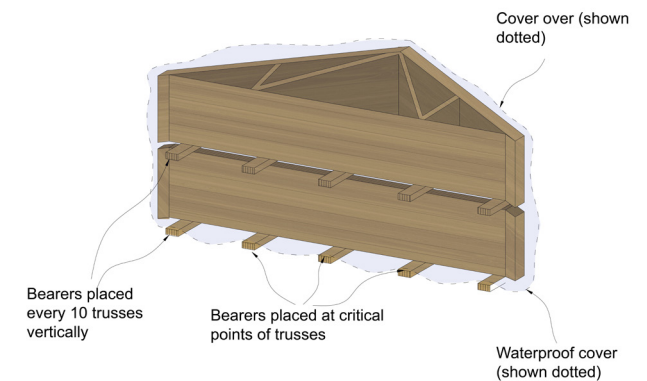 Cover over (shown
dotted)
Bearers placed
every 10 trusses
vertically
Bearers placed at critical
points of trusses
Waterproof cover
(shown dotted)